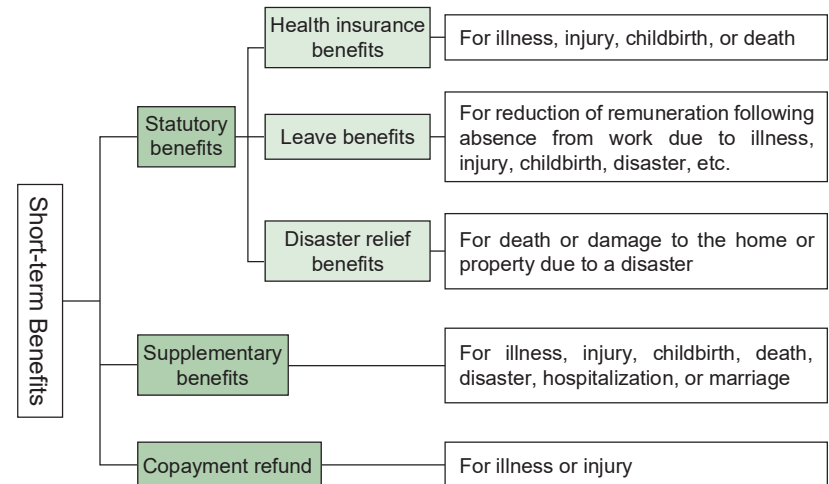 Short-term Benefits
Statutory
benefits
Health insurance
benefits
For illness, injury, childbirth, or death
Leave benefits
For reduction of remuneration following
absence from work due to illness,
injury, childbirth, disaster, etc.
Disaster relief
benefits
For death or damage to the home or
property due to a disaster
Supplementary
benefits
For illness, injury, childbirth, death,
disaster, hospitalization, or marriage
Copayment refund
For illness or injury